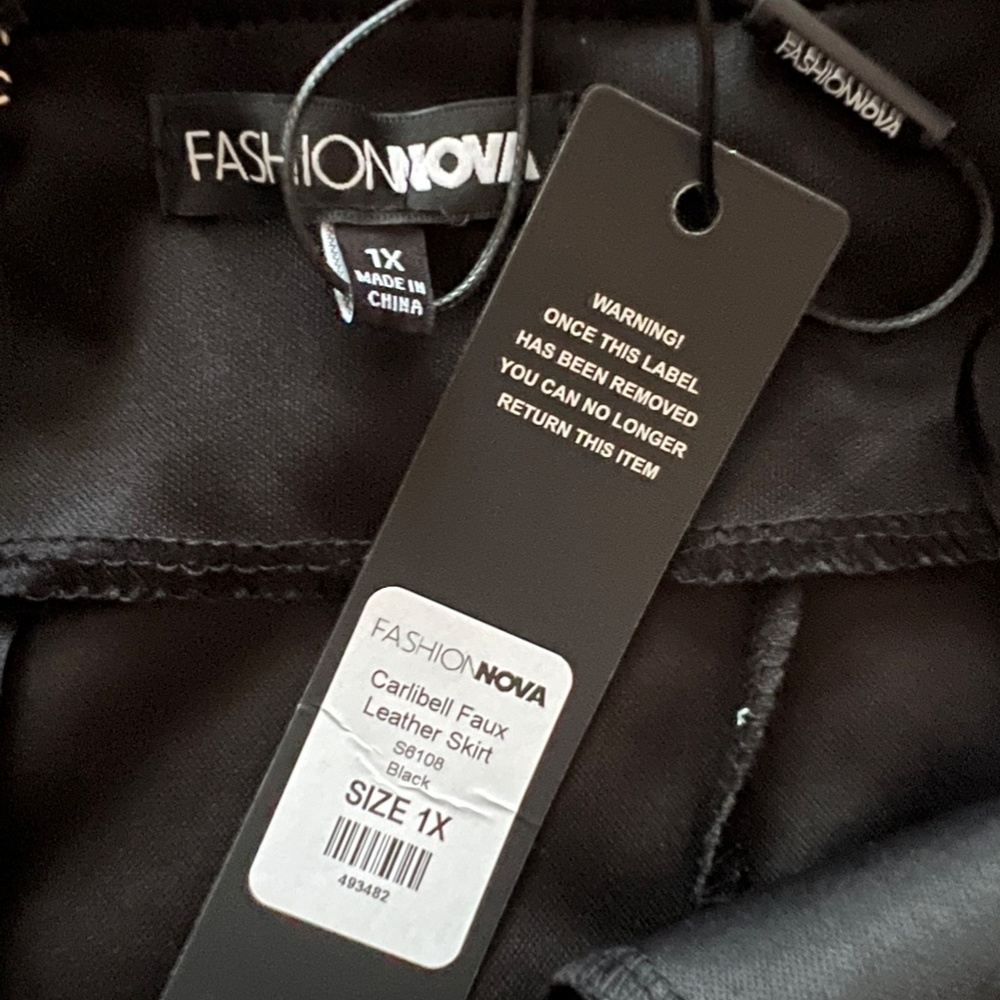 FASHIONNOVA
1X
MADE IN
CHINA
FASHIONNOVA
WARNING!
ONCE THIS LABEL
HAS BEEN REMOVED
YOU CAN NO LONGER
RETURN THIS ITEM
FASHIONNOVA
Carlibell Faux
Leather Skirt
S6108
Black
SIZE 1X
493482